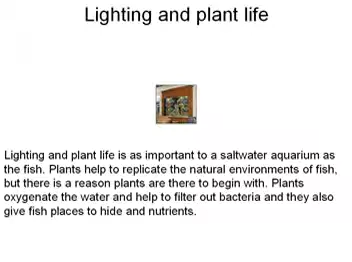 Lighting and plant life
Lighting and plant life is as important to a saltwater aquarium as
the fish. Plants help to replicate the natural environments of fish,
but there is a reason plants are there to begin with. Plants
oxygenate the water and help to filter out bacteria and they also
give fish places to hide and nutrients.